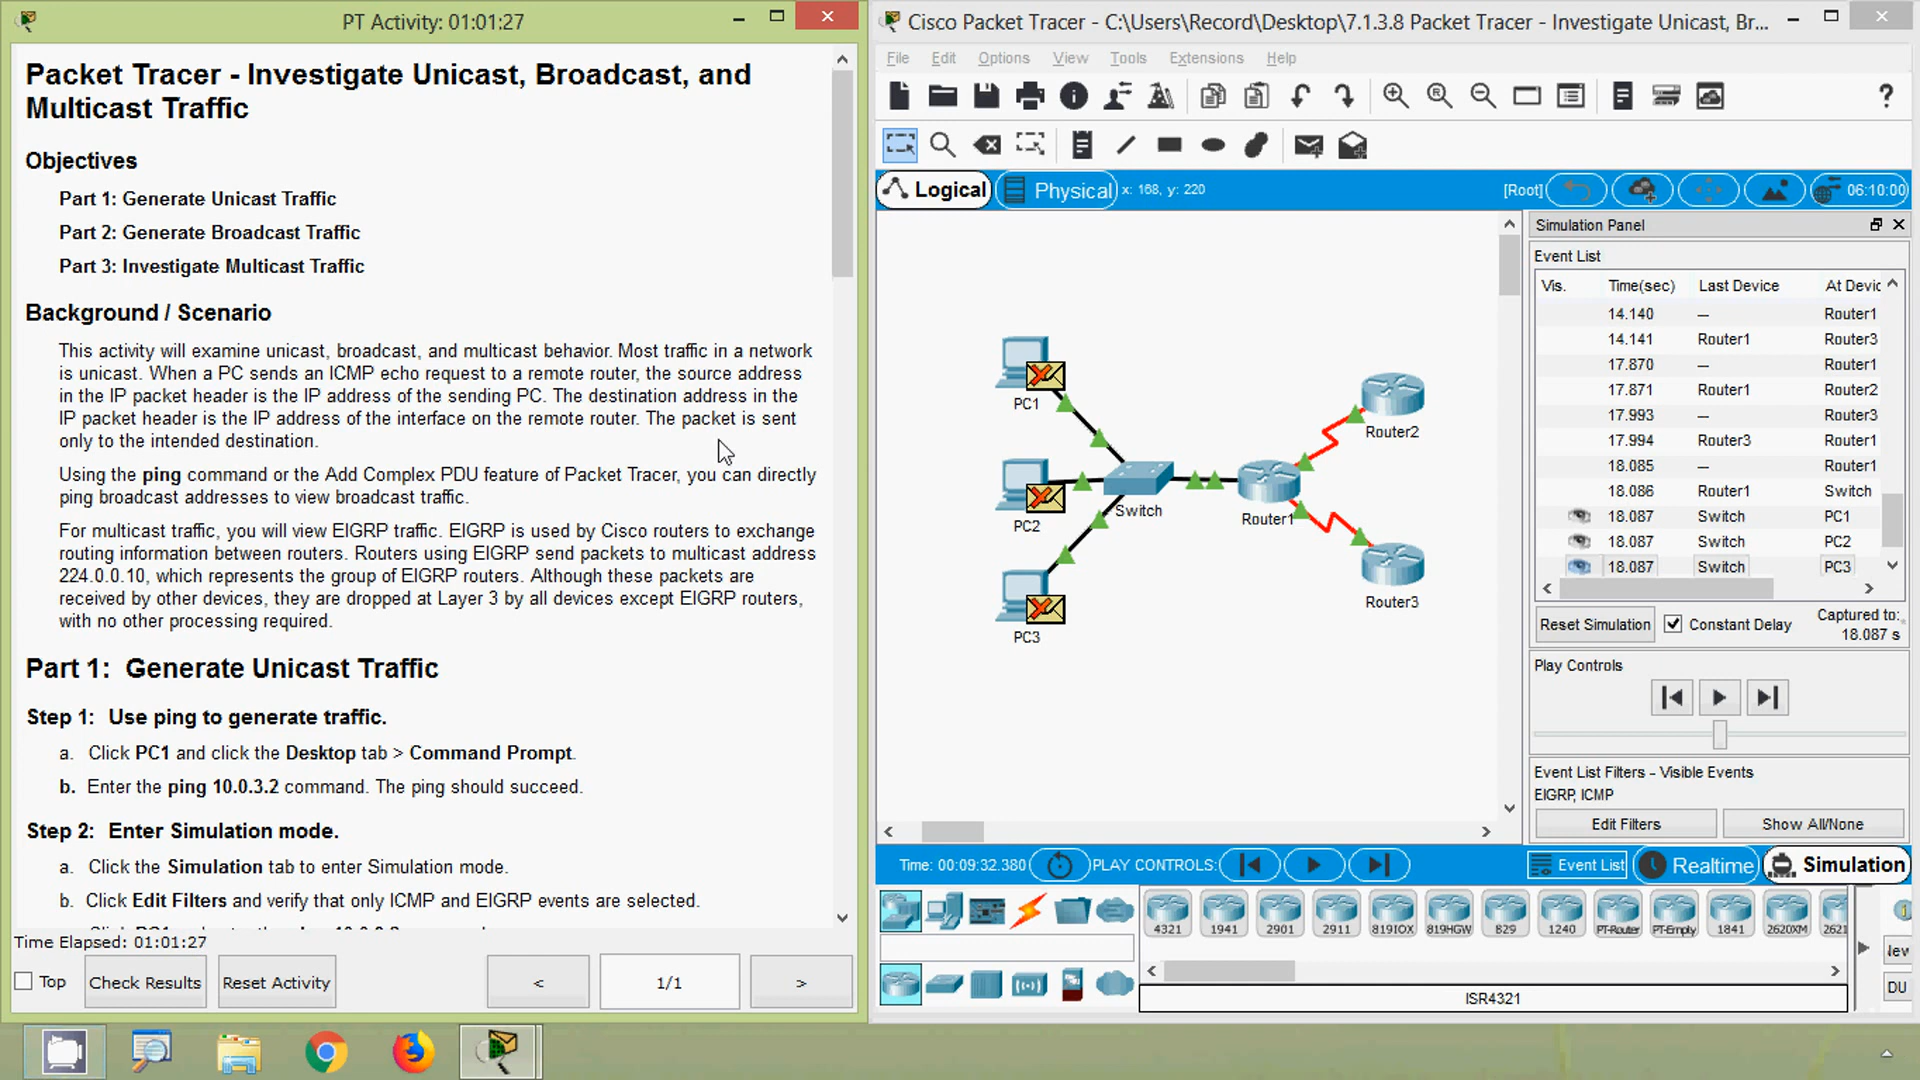 PT Activity: 01:01:27
Packet Tracer - Investigate Unicast, Broadcast, and
Multicast Traffic
Objectives
Part 1: Generate Unicast Traffic
Part 2: Generate Broadcast Traffic
Part 3: Investigate Multicast Traffic
Background / Scenario
This activity will examine unicast, broadcast, and multicast behavior. Most traffic in a network
is unicast. When a PC sends an ICMP echo request to a remote router, the source address
in the IP packet header is the IP address of the sending PC. The destination address in the
IP packet header is the IP address of the interface on the remote router. The packet is sent
only to the intended destination.
Using the ping command or the Add Complex PDU feature of Packet Tracer, you can directly
ping broadcast addresses to view broadcast traffic.
For multicast traffic, you will view EIGRP traffic. EIGRP is used by Cisco routers to exchange
routing information between routers. Routers using EIGRP send packets to multicast address
224.0.0.10, which represents the group of EIGRP routers. Although these packets are
received by other devices, they are dropped at Layer 3 by all devices except EIGRP routers,
with no other processing required.
Part 1: Generate Unicast Traffic
Step 1: Use ping to generate traffic.
a. Click PC1 and click the Desktop tab > Command Prompt.
b. Enter the ping 10.0.3.2 command. The ping should succeed.
Step 2: Enter Simulation mode.
a. Click the Simulation tab to enter Simulation mode.
b. Click Edit Filters and verify that only ICMP and EIGRP events are selected.
Time Elapsed: 01:01:27
Top
Check Results
Reset Activity
<
1/1
>
Cisco Packet Tracer - C:\Users\Record\Desktop\7.1.3.8 Packet Tracer - Investigate Unicast, Br...
File Edit Options View Tools Extensions Help
Logical
Physical
x: 168, y: 220
[Root]
06:10:00
PC1
PC2
PC3
Switch
Router1
Router2
Router3
Simulation Panel
Event List
Vis. Time(sec) Last Device At Devic
14.140 -- Router1
14.141 Router1 Router3
17.870 -- Router1
17.871 Router1 Router2
17.993 -- Router3
17.994 Router3 Router1
18.085 -- Router1
18.086 Router1 Switch
18.087 Switch PC1
18.087 Switch PC2
18.087 Switch PC3
Reset Simulation
Constant Delay
Captured to:
18.087 s
Play Controls
Event List Filters - Visible Events
EIGRP, ICMP
Edit Filters
Show All/None
Time: 00:09:32.380
PLAY CONTROLS:
Event List
Realtime
Simulation
4321 1941 2901 2911 819IOX 819HGW 829 1240 PT-Router PT-Empty 1841 2620XM 2621
ISR4321